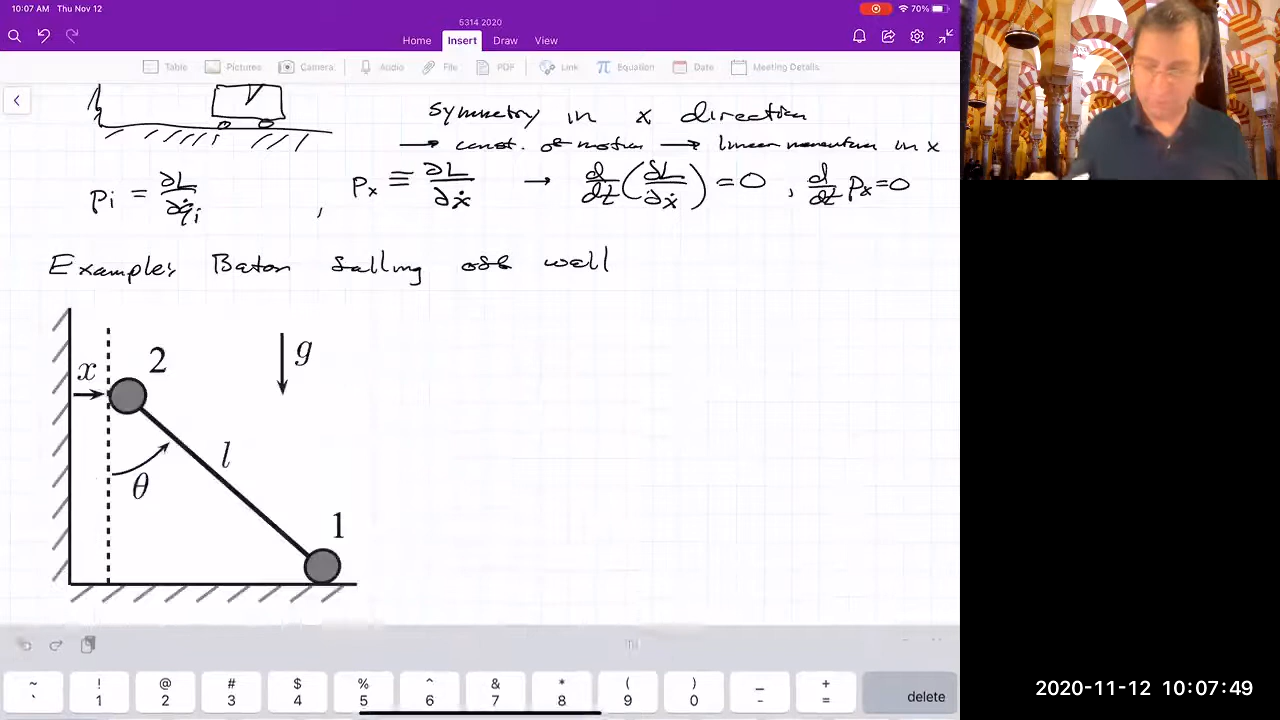 10:07 AM Thu Nov 12
70%
5314 2020
Home Insert Draw View
Table Pictures Camera Audio File PDF Link Equation Date Meeting Details
symmetry in x direction
→ const. of motion → linear momentum in x
pᵢ = ∂L/∂q̇ᵢ , pₓ ≡ ∂L/∂ẋ → d/dt(∂L/∂ẋ) = 0, d/dt pₓ = 0
Example: Baton falling off wall
2
g
x
l
θ
1
~ ! @ # $ % ^ & * ( ) _ +
` 1 2 3 4 5 6 7 8 9 0 - = delete
2020-11-12 10:07:49